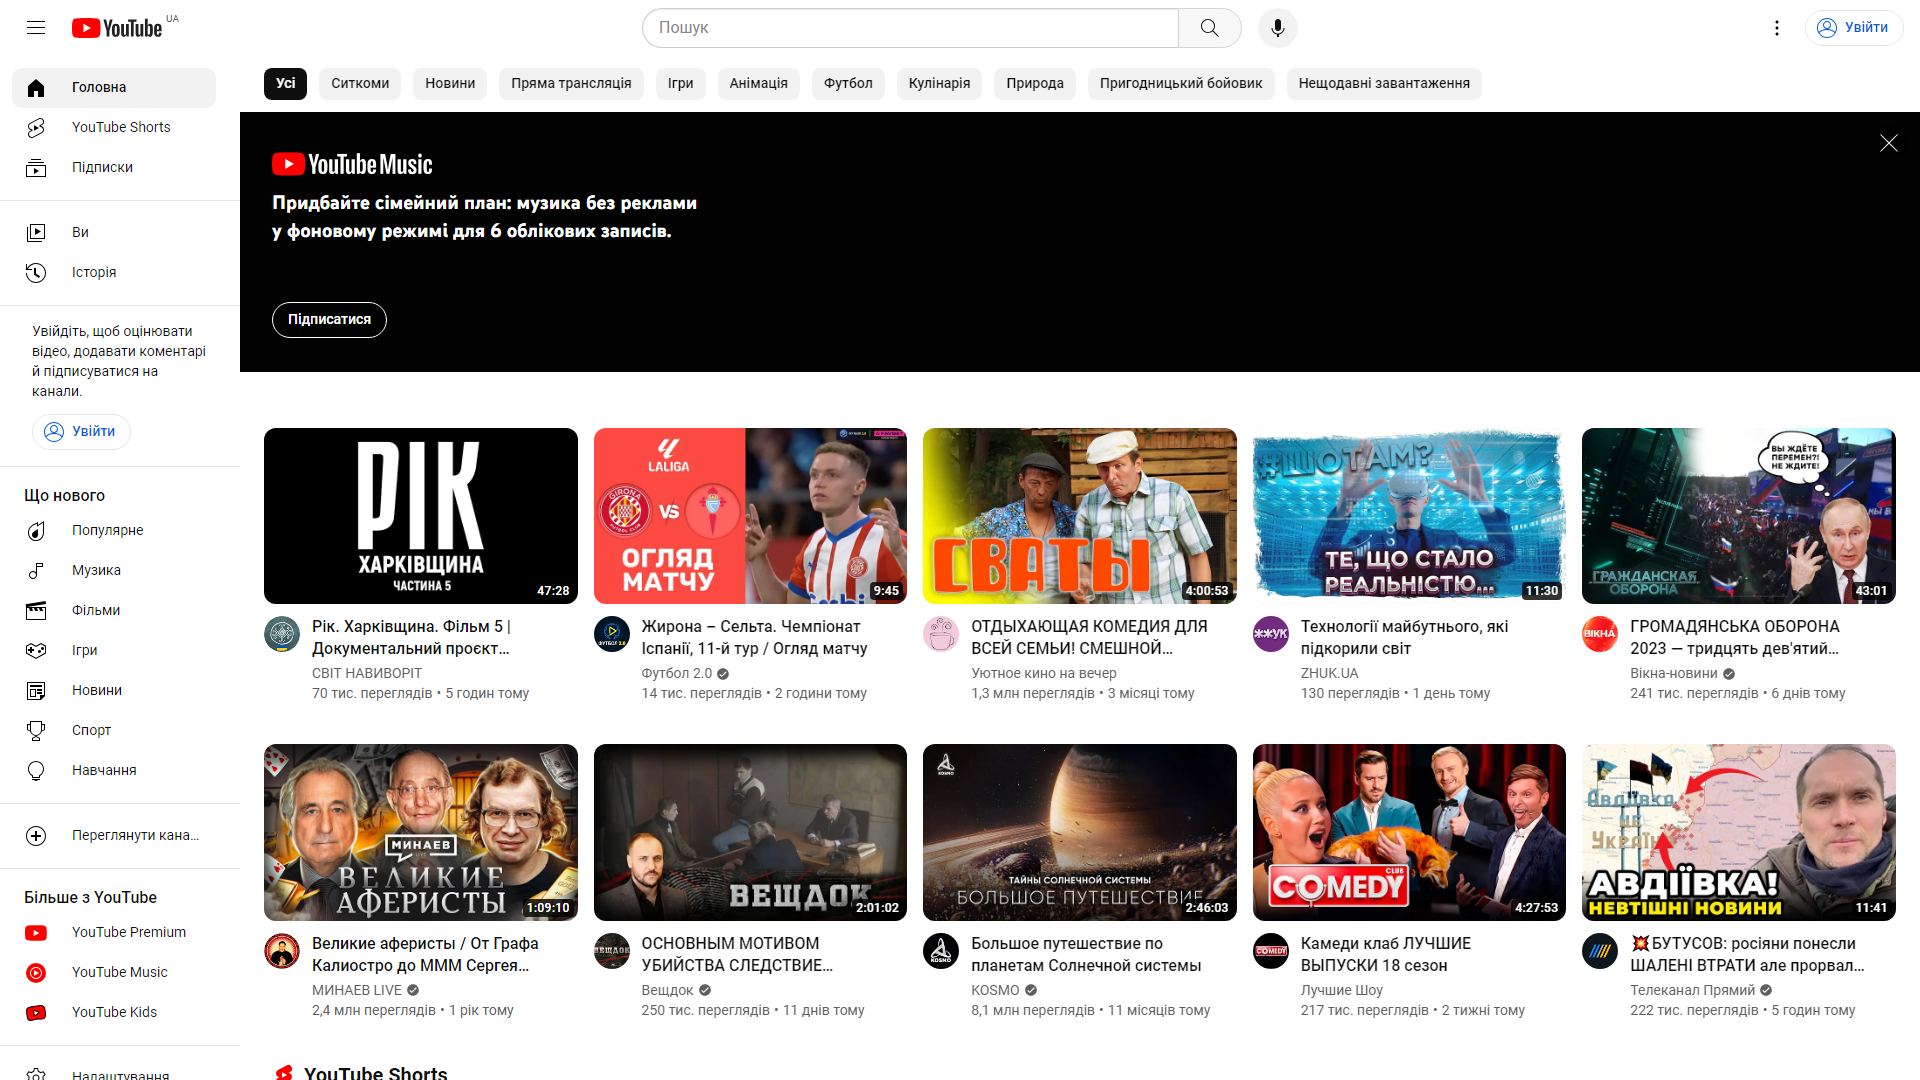 YouTube UA
Пошук
Увійти
Головна
YouTube Shorts
Підписки
Ви
Історія
Увійдіть, щоб оцінювати
відео, додавати коментарі
й підписуватися на
канали.
Увійти
Що нового
Популярне
Музика
Фільми
Ігри
Новини
Спорт
Навчання
Переглянути кана...
Більше з YouTube
YouTube Premium
YouTube Music
YouTube Kids
Налаштування
Усі Ситкоми Новини Пряма трансляція Ігри Анімація Футбол Кулінарія Природа Пригодницький бойовик Нещодавні завантаження
YouTube Music
Придбайте сімейний план: музика без реклами
у фоновому режимі для 6 облікових записів.
Підписатися
РІК
ХАРКІВЩИНА
ЧАСТИНА 5
47:28
Рік. Харківщина. Фільм 5 |
Документальний проєкт...
СВІТ НАВИВОРІТ
70 тис. переглядів • 5 годин тому
LALIGA
GIRONA
VS
ОГЛЯД
МАТЧУ
9:45
ФУТБОЛ 2.0
Жирона – Сельта. Чемпіонат
Іспанії, 11-й тур / Огляд матчу
Футбол 2.0
14 тис. переглядів • 2 години тому
СВАТЫ
4:00:53
ОТДЫХАЮЩАЯ КОМЕДИЯ ДЛЯ
ВСЕЙ СЕМЬИ! СМЕШНОЙ...
Уютное кино на вечер
1,3 млн переглядів • 3 місяці тому
#ШОТАМ?
ТЕ, ЩО СТАЛО
РЕАЛЬНІСТЮ...
11:30
ЖЖУК
Технології майбутнього, які
підкорили світ
ZHUK.UA
130 переглядів • 1 день тому
ВЫ ЖДЁТЕ
ПЕРЕМЕН?!
НЕ ЖДИТЕ!
ГРАЖДАНСКАЯ
ОБОРОНА
43:01
ВІКНА
ГРОМАДЯНСЬКА ОБОРОНА
2023 — тридцять дев'ятий...
Вікна-новини
241 тис. переглядів • 6 днів тому
МИНАЕВ
ВЕЛИКИЕ
АФЕРИСТЫ
1:09:10
Великие аферисты / От Графа
Калиостро до МММ Сергея...
МИНАЕВ LIVE
2,4 млн переглядів • 1 рік тому
ВЕЩДОК
2:01:02
ВЕЩДОК
ОСНОВНЫМ МОТИВОМ
УБИЙСТВА СЛЕДСТВИЕ...
Вещдок
250 тис. переглядів • 11 днів тому
KOSMO
ТАЙНЫ СОЛНЕЧНОЙ СИСТЕМЫ
БОЛЬШОЕ ПУТЕШЕСТВИЕ
2:46:03
KOSMO
Большое путешествие по
планетам Солнечной системы
KOSMO
8,1 млн переглядів • 11 місяців тому
COMEDY
CLUB
4:27:53
COMEDY
Камеди клаб ЛУЧШИЕ
ВЫПУСКИ 18 сезон
Лучшие Шоу
217 тис. переглядів • 2 тижні тому
Авдіївка
це
Україна
АВДІЇВКА!
НЕВТІШНІ НОВИНИ
11:41
💥БУТУСОВ: росіяни понесли
ШАЛЕНІ ВТРАТИ але прорвал...
Телеканал Прямий
222 тис. переглядів • 5 годин тому
YouTube Shorts